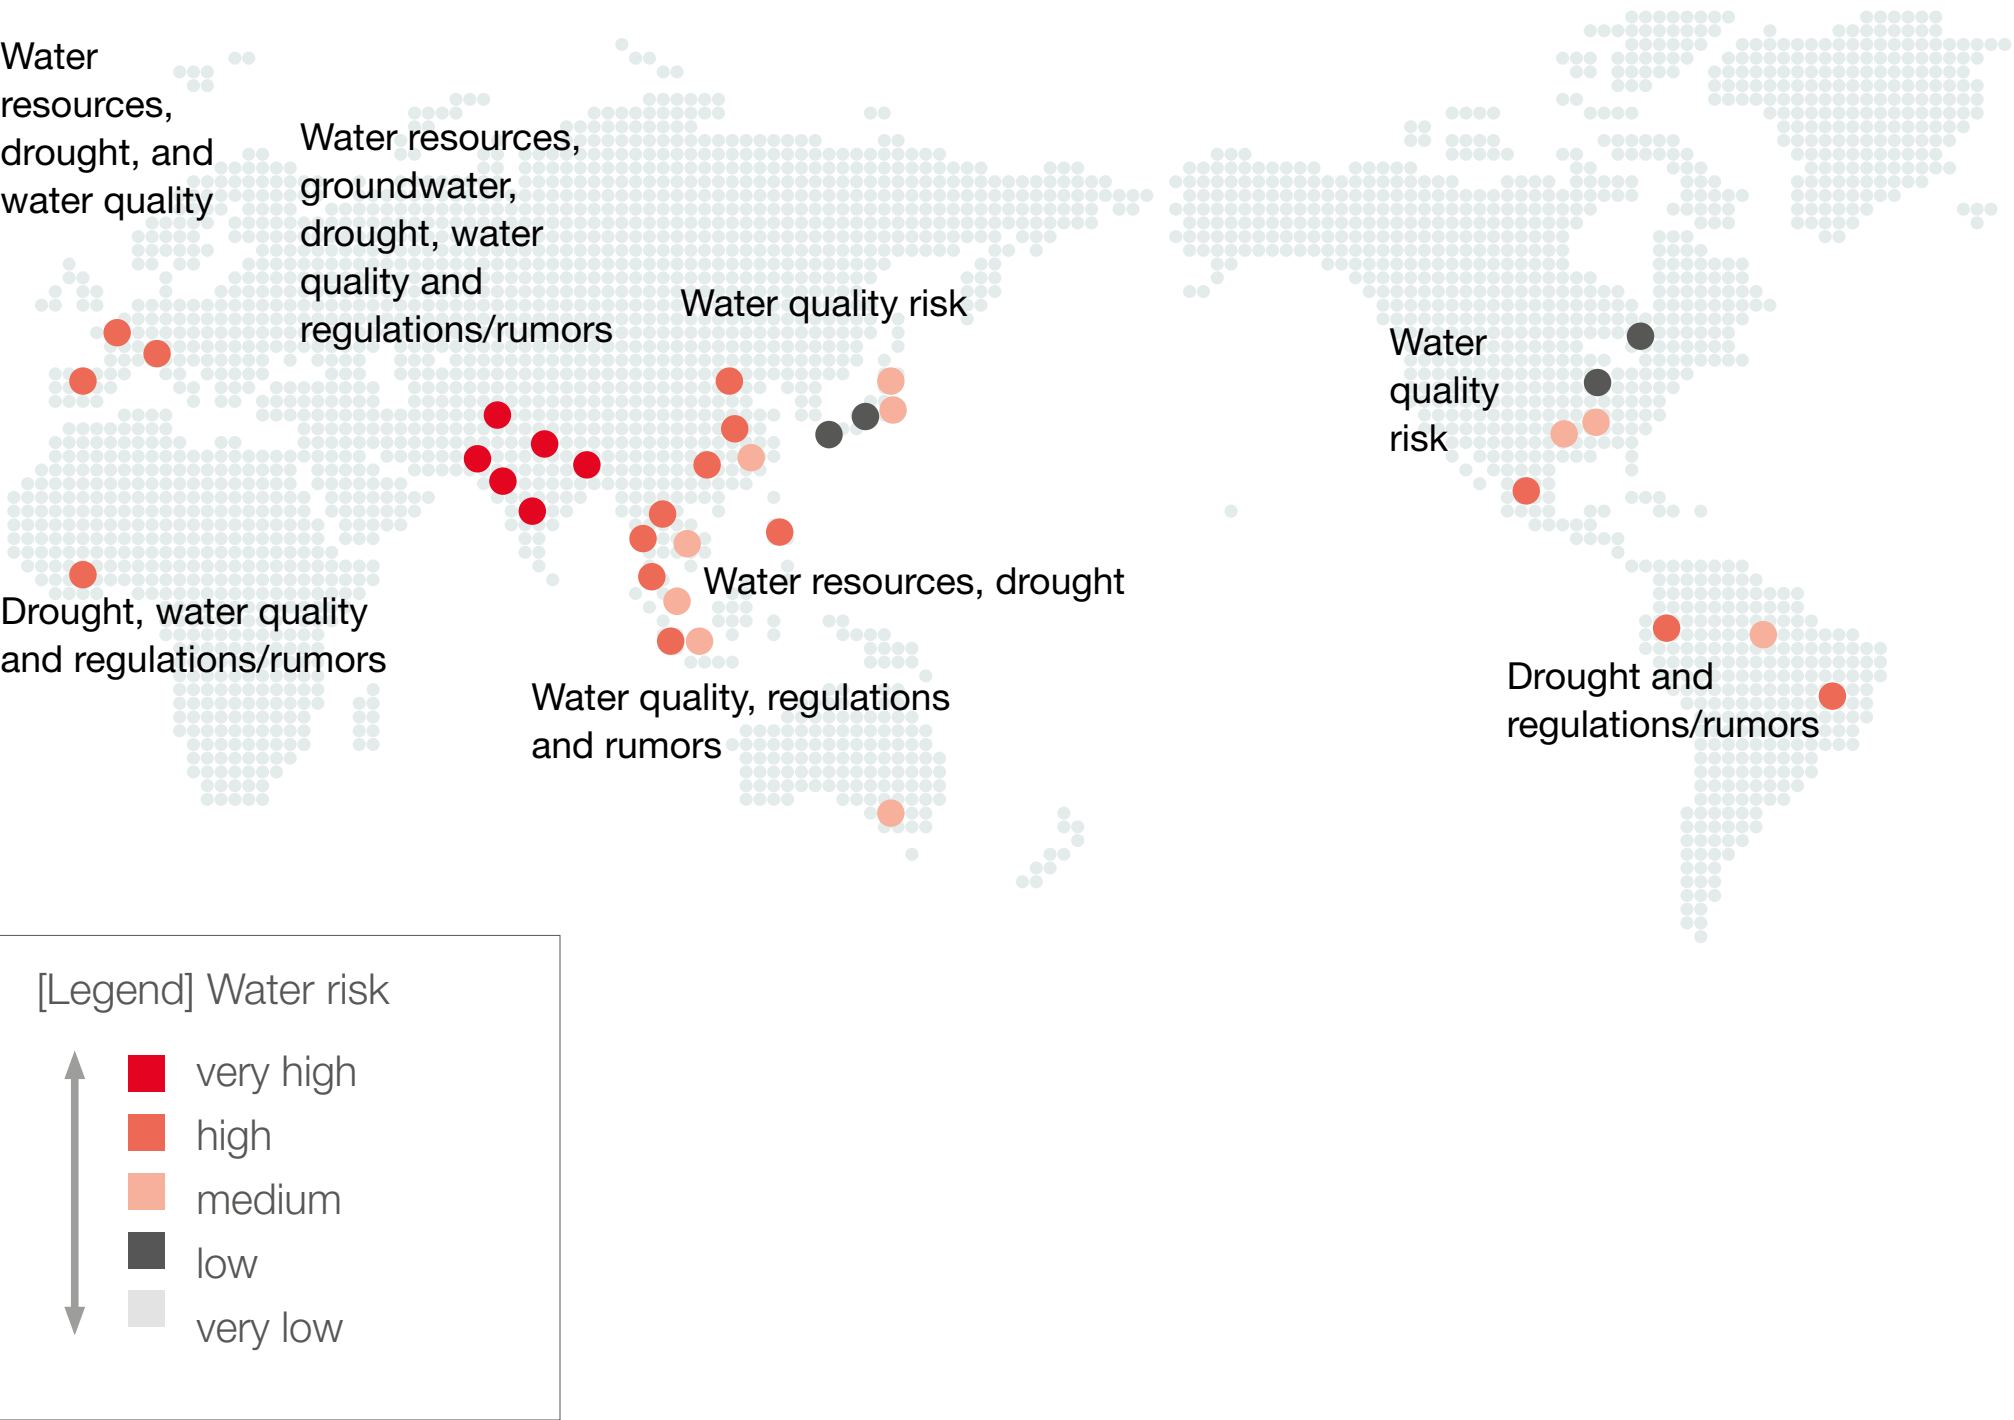 Water
resources,
drought, and
water quality
Water resources,
groundwater,
drought, water
quality and
regulations/rumors
Water quality risk
Water
quality
risk
Water resources, drought
Drought, water quality
and regulations/rumors
Water quality, regulations
and rumors
Drought and
regulations/rumors
[Legend] Water risk
very high
high
medium
low
very low